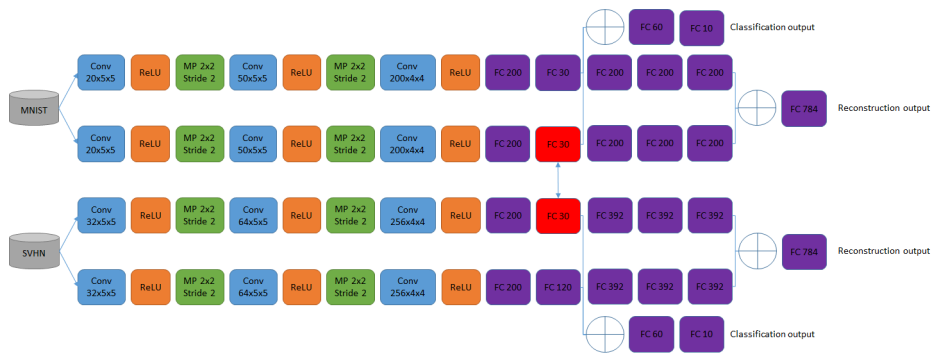 FC 60 FC 10 Classification output
Conv 20x5x5 ReLU MP 2x2 Stride 2 Conv 50x5x5 ReLU MP 2x2 Stride 2 Conv 200x4x4 ReLU FC 200 FC 30 FC 200 FC 200 FC 200
MNIST
FC 784 Reconstruction output
Conv 20x5x5 ReLU MP 2x2 Stride 2 Conv 50x5x5 ReLU MP 2x2 Stride 2 Conv 200x4x4 ReLU FC 200 FC 30 FC 200 FC 200 FC 200
Conv 32x5x5 ReLU MP 2x2 Stride 2 Conv 64x5x5 ReLU MP 2x2 Stride 2 Conv 256x4x4 ReLU FC 200 FC 30 FC 392 FC 392 FC 392
SVHN
FC 784 Reconstruction output
Conv 32x5x5 ReLU MP 2x2 Stride 2 Conv 64x5x5 ReLU MP 2x2 Stride 2 Conv 256x4x4 ReLU FC 200 FC 120 FC 392 FC 392 FC 392
FC 60 FC 10 Classification output